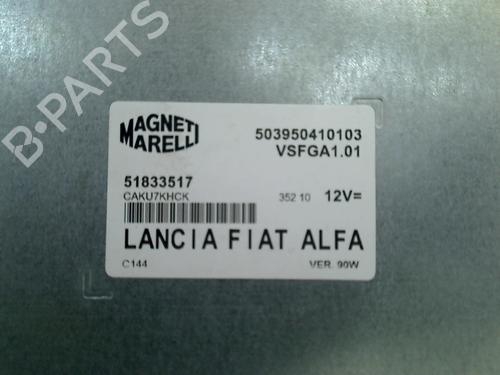 B-PARTS
MAGNETI
MARELLI
503950410103
VSFGA1.01
51833517
CAKU7KHCK
352 10 12V=
LANCIA FIAT ALFA
C144 VER. 90W